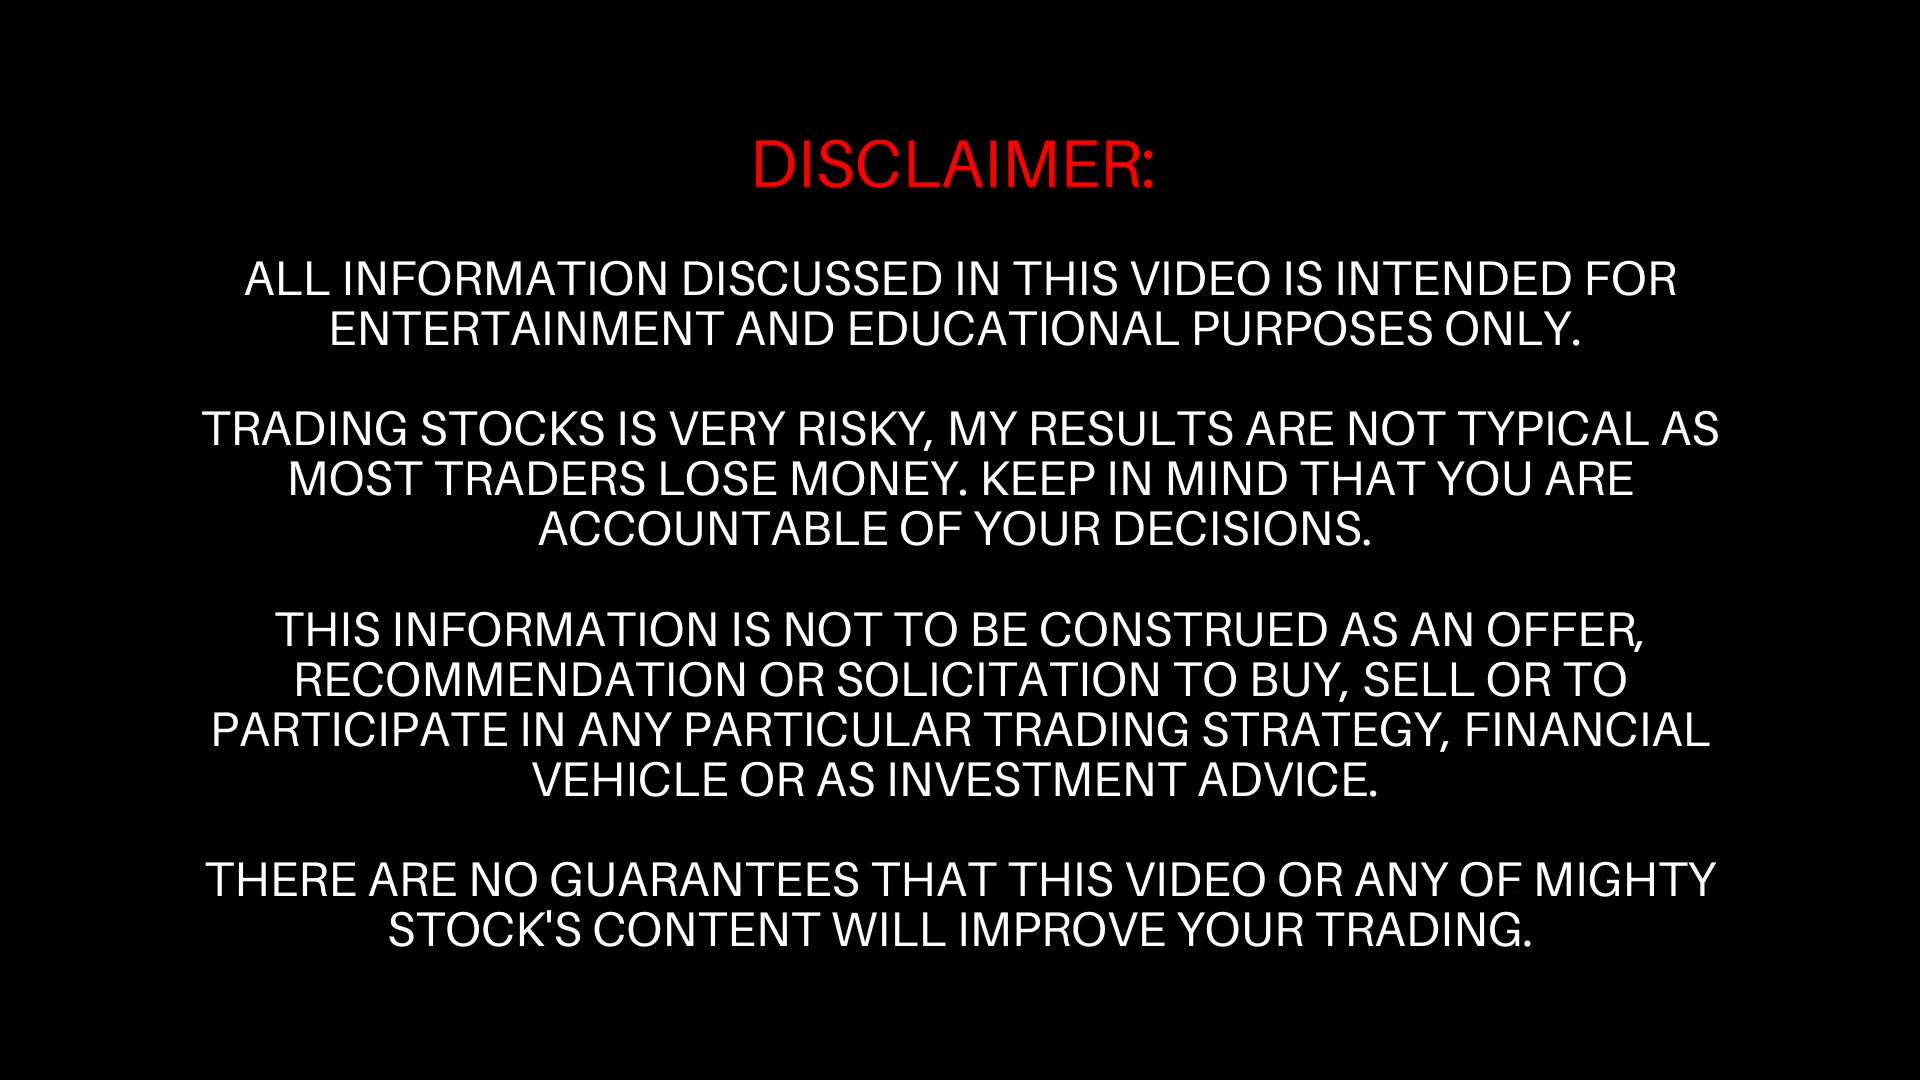 DISCLAIMER:
ALL INFORMATION DISCUSSED IN THIS VIDEO IS INTENDED FOR
ENTERTAINMENT AND EDUCATIONAL PURPOSES ONLY.
TRADING STOCKS IS VERY RISKY, MY RESULTS ARE NOT TYPICAL AS
MOST TRADERS LOSE MONEY. KEEP IN MIND THAT YOU ARE
ACCOUNTABLE OF YOUR DECISIONS.
THIS INFORMATION IS NOT TO BE CONSTRUED AS AN OFFER,
RECOMMENDATION OR SOLICITATION TO BUY, SELL OR TO
PARTICIPATE IN ANY PARTICULAR TRADING STRATEGY, FINANCIAL
VEHICLE OR AS INVESTMENT ADVICE.
THERE ARE NO GUARANTEES THAT THIS VIDEO OR ANY OF MIGHTY
STOCK'S CONTENT WILL IMPROVE YOUR TRADING.